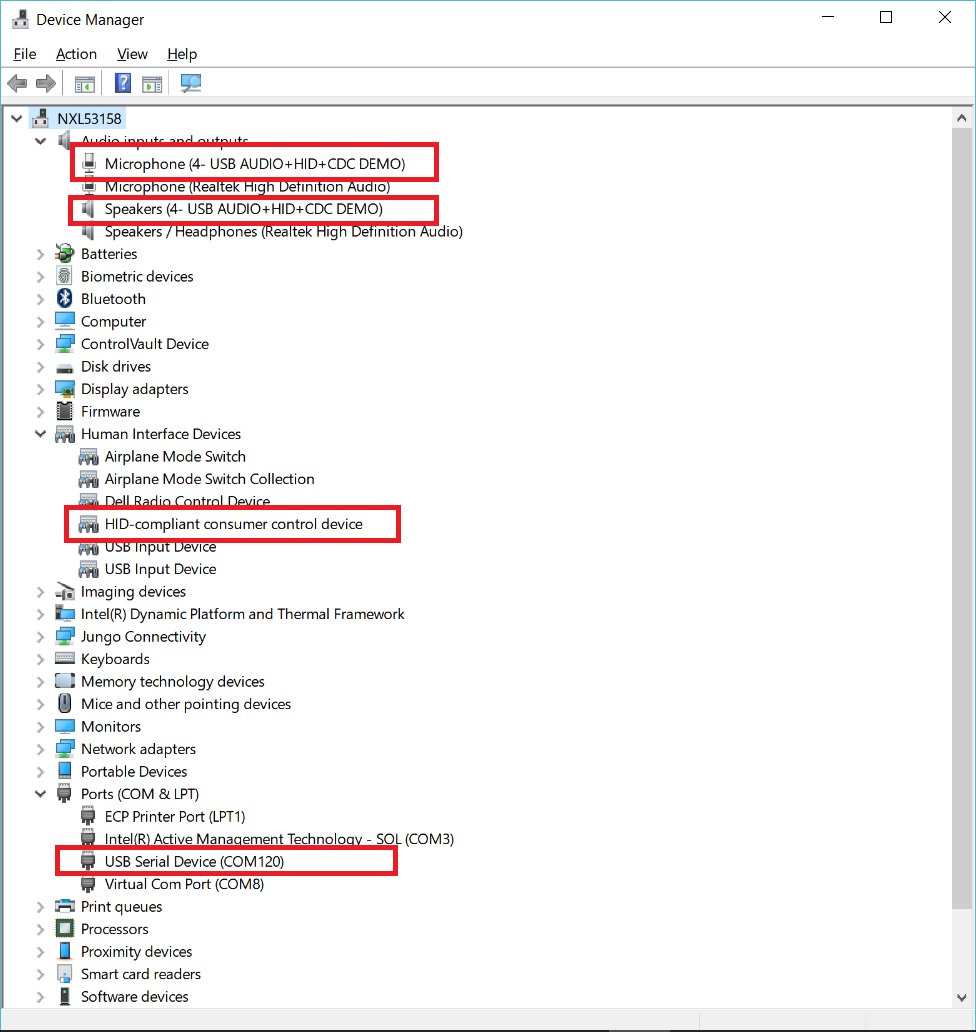 Device Manager
File Action View Help
NXL53158
Audio inputs and outputs
Microphone (4- USB AUDIO+HID+CDC DEMO)
Microphone (Realtek High Definition Audio)
Speakers (4- USB AUDIO+HID+CDC DEMO)
Speakers / Headphones (Realtek High Definition Audio)
Batteries
Biometric devices
Bluetooth
Computer
ControlVault Device
Disk drives
Display adapters
Firmware
Human Interface Devices
Airplane Mode Switch
Airplane Mode Switch Collection
Dell Radio Control Device
HID-compliant consumer control device
USB Input Device
USB Input Device
Imaging devices
Intel(R) Dynamic Platform and Thermal Framework
Jungo Connectivity
Keyboards
Memory technology devices
Mice and other pointing devices
Monitors
Network adapters
Portable Devices
Ports (COM & LPT)
ECP Printer Port (LPT1)
Intel(R) Active Management Technology - SOL (COM3)
USB Serial Device (COM120)
Virtual Com Port (COM8)
Print queues
Processors
Proximity devices
Smart card readers
Software devices